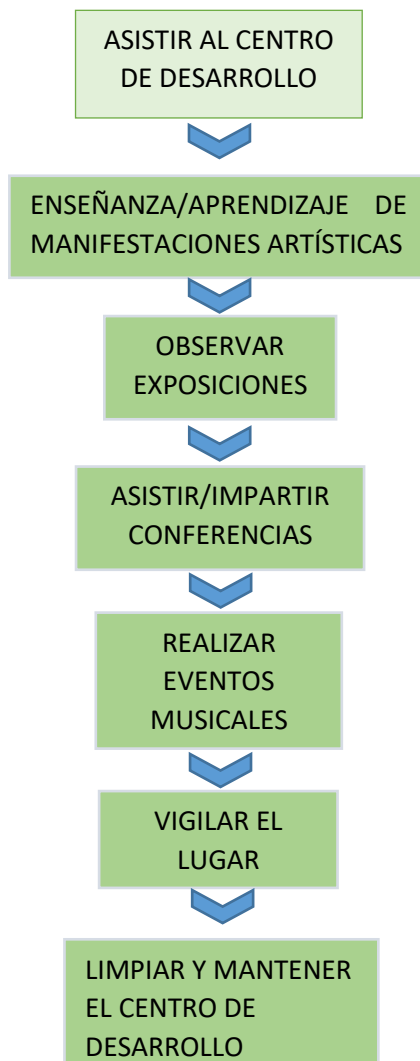 ASISTIR AL CENTRO
DE DESARROLLO
ENSEÑANZA/APRENDIZAJE DE
MANIFESTACIONES ARTÍSTICAS
OBSERVAR
EXPOSICIONES
ASISTIR/IMPARTIR
CONFERENCIAS
REALIZAR
EVENTOS
MUSICALES
VIGILAR EL
LUGAR
LIMPIAR Y MANTENER
EL CENTRO DE
DESARROLLO